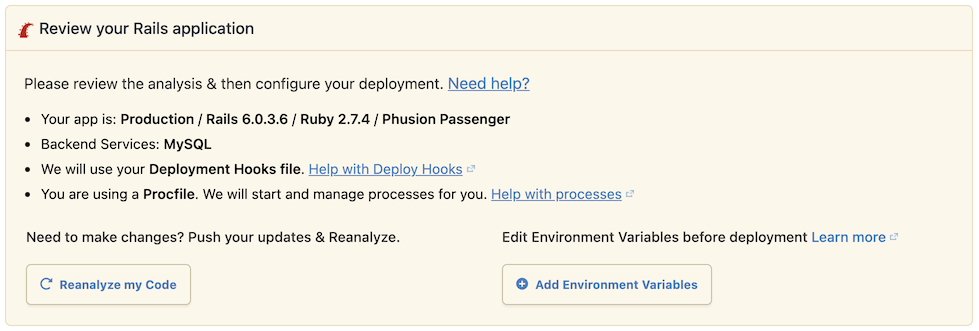 Review your Rails application
Please review the analysis & then configure your deployment. Need help?
• Your app is: Production / Rails 6.0.3.6 / Ruby 2.7.4 / Phusion Passenger
• Backend Services: MySQL
• We will use your Deployment Hooks file. Help with Deploy Hooks
• You are using a Procfile. We will start and manage processes for you. Help with processes
Need to make changes? Push your updates & Reanalyze.
Reanalyze my Code
Edit Environment Variables before deployment Learn more
Add Environment Variables